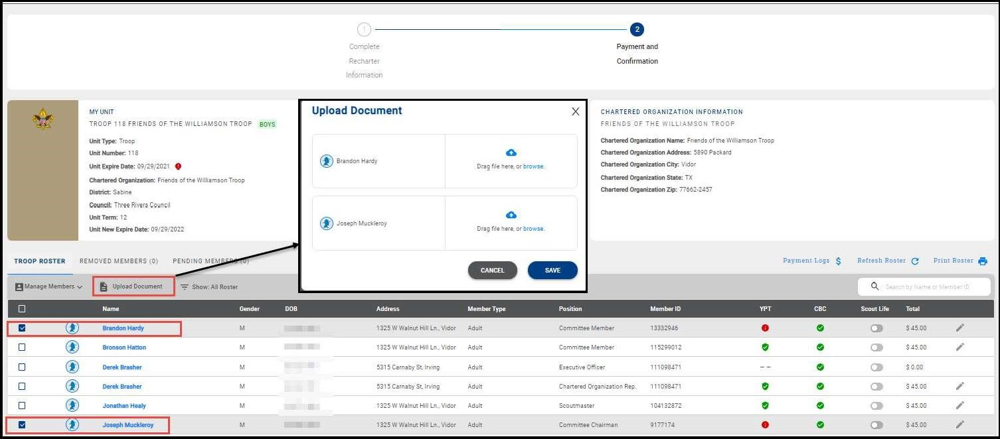 1
2
Complete
Recharter
Information
Payment and
Confirmation
MY UNIT
TROOP 118 FRIENDS OF THE WILLIAMSON TROOP BOYS
Unit Type: Troop
Unit Number: 118
Unit Expire Date: 09/29/2021
Chartered Organization: Friends of the Williamson Troop
District: Sabine
Council: Three Rivers Council
Unit Term: 12
Unit New Expire Date: 09/29/2022
Upload Document X
Brandon Hardy
Drag file here, or browse.
Joseph Muckleroy
Drag file here, or browse.
CANCEL SAVE
CHARTERED ORGANIZATION INFORMATION
FRIENDS OF THE WILLIAMSON TROOP
Chartered Organization Name: Friends of the Williamson Troop
Chartered Organization Address: 5890 Packard
Chartered Organization City: Vidor
Chartered Organization State: TX
Chartered Organization Zip: 77662-2457
TROOP ROSTER REMOVED MEMBERS (0) PENDING MEMBERS (0) Payment Logs $ Refresh Roster Print Roster
Manage Members Upload Document Show: All Roster Search by Name or Member ID
Name Gender DOB Address Member Type Position Member ID YPT CBC Scout Life Total
Brandon Hardy M 1325 W Walnut Hill Ln., Vidor Adult Committee Member 13332946 $ 45.00
Bronson Hatton M 1325 W Walnut Hill Ln., Vidor Adult Committee Member 115299012 $ 45.00
Derek Brasher M 5315 Carnaby St, Irving Adult Executive Officer 111098471 -- $ 0.00
Derek Brasher M 5315 Carnaby St, Irving Adult Chartered Organization Rep. 111098471 $ 45.00
Jonathan Healy M 1325 W Walnut Hill Ln., Vidor Adult Scoutmaster 104132872 $ 45.00
Joseph Muckleroy M 1325 W Walnut Hill Ln., Vidor Adult Committee Chairman 9177174 $ 45.00